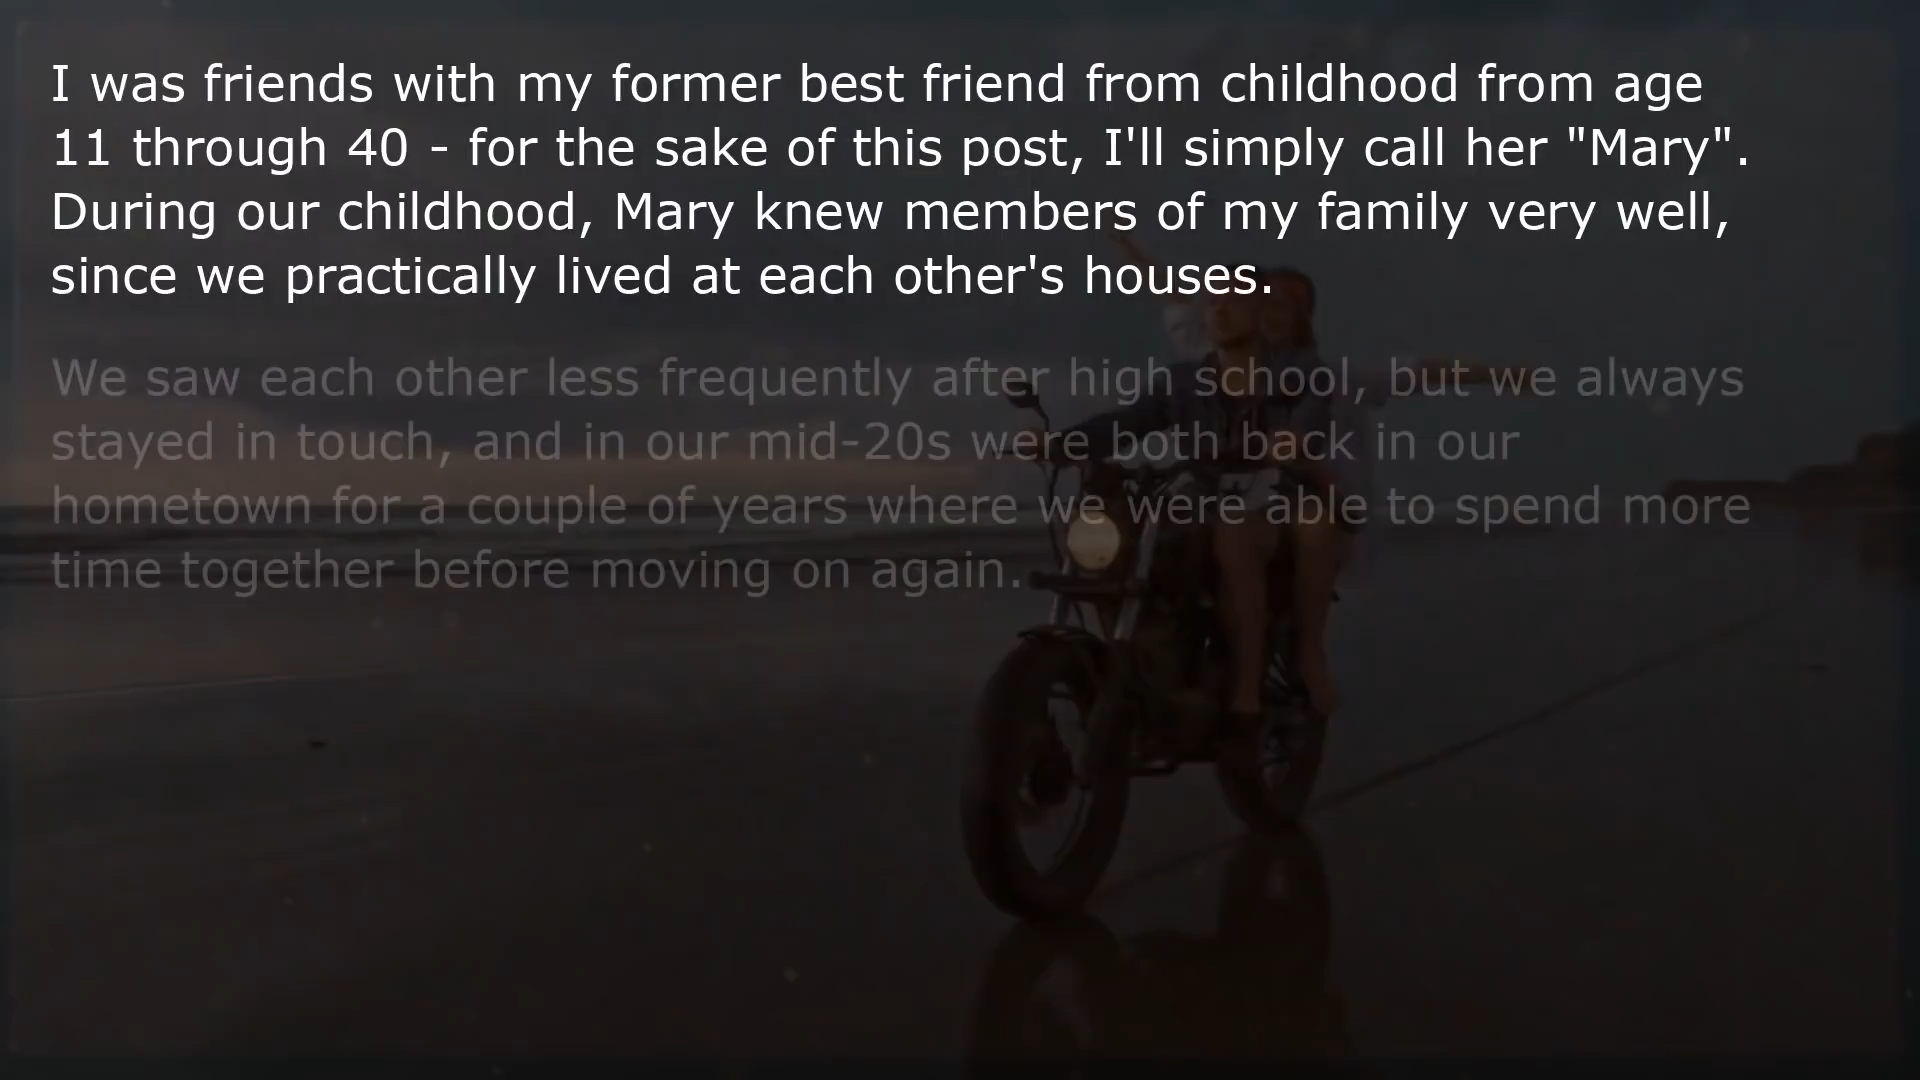 I was friends with my former best friend from childhood from age
11 through 40 - for the sake of this post, I'll simply call her "Mary".
During our childhood, Mary knew members of my family very well,
since we practically lived at each other's houses.
We saw each other less frequently after high school, but we always
stayed in touch, and in our mid-20s were both back in our
hometown for a couple of years where we were able to spend more
time together before moving on again.